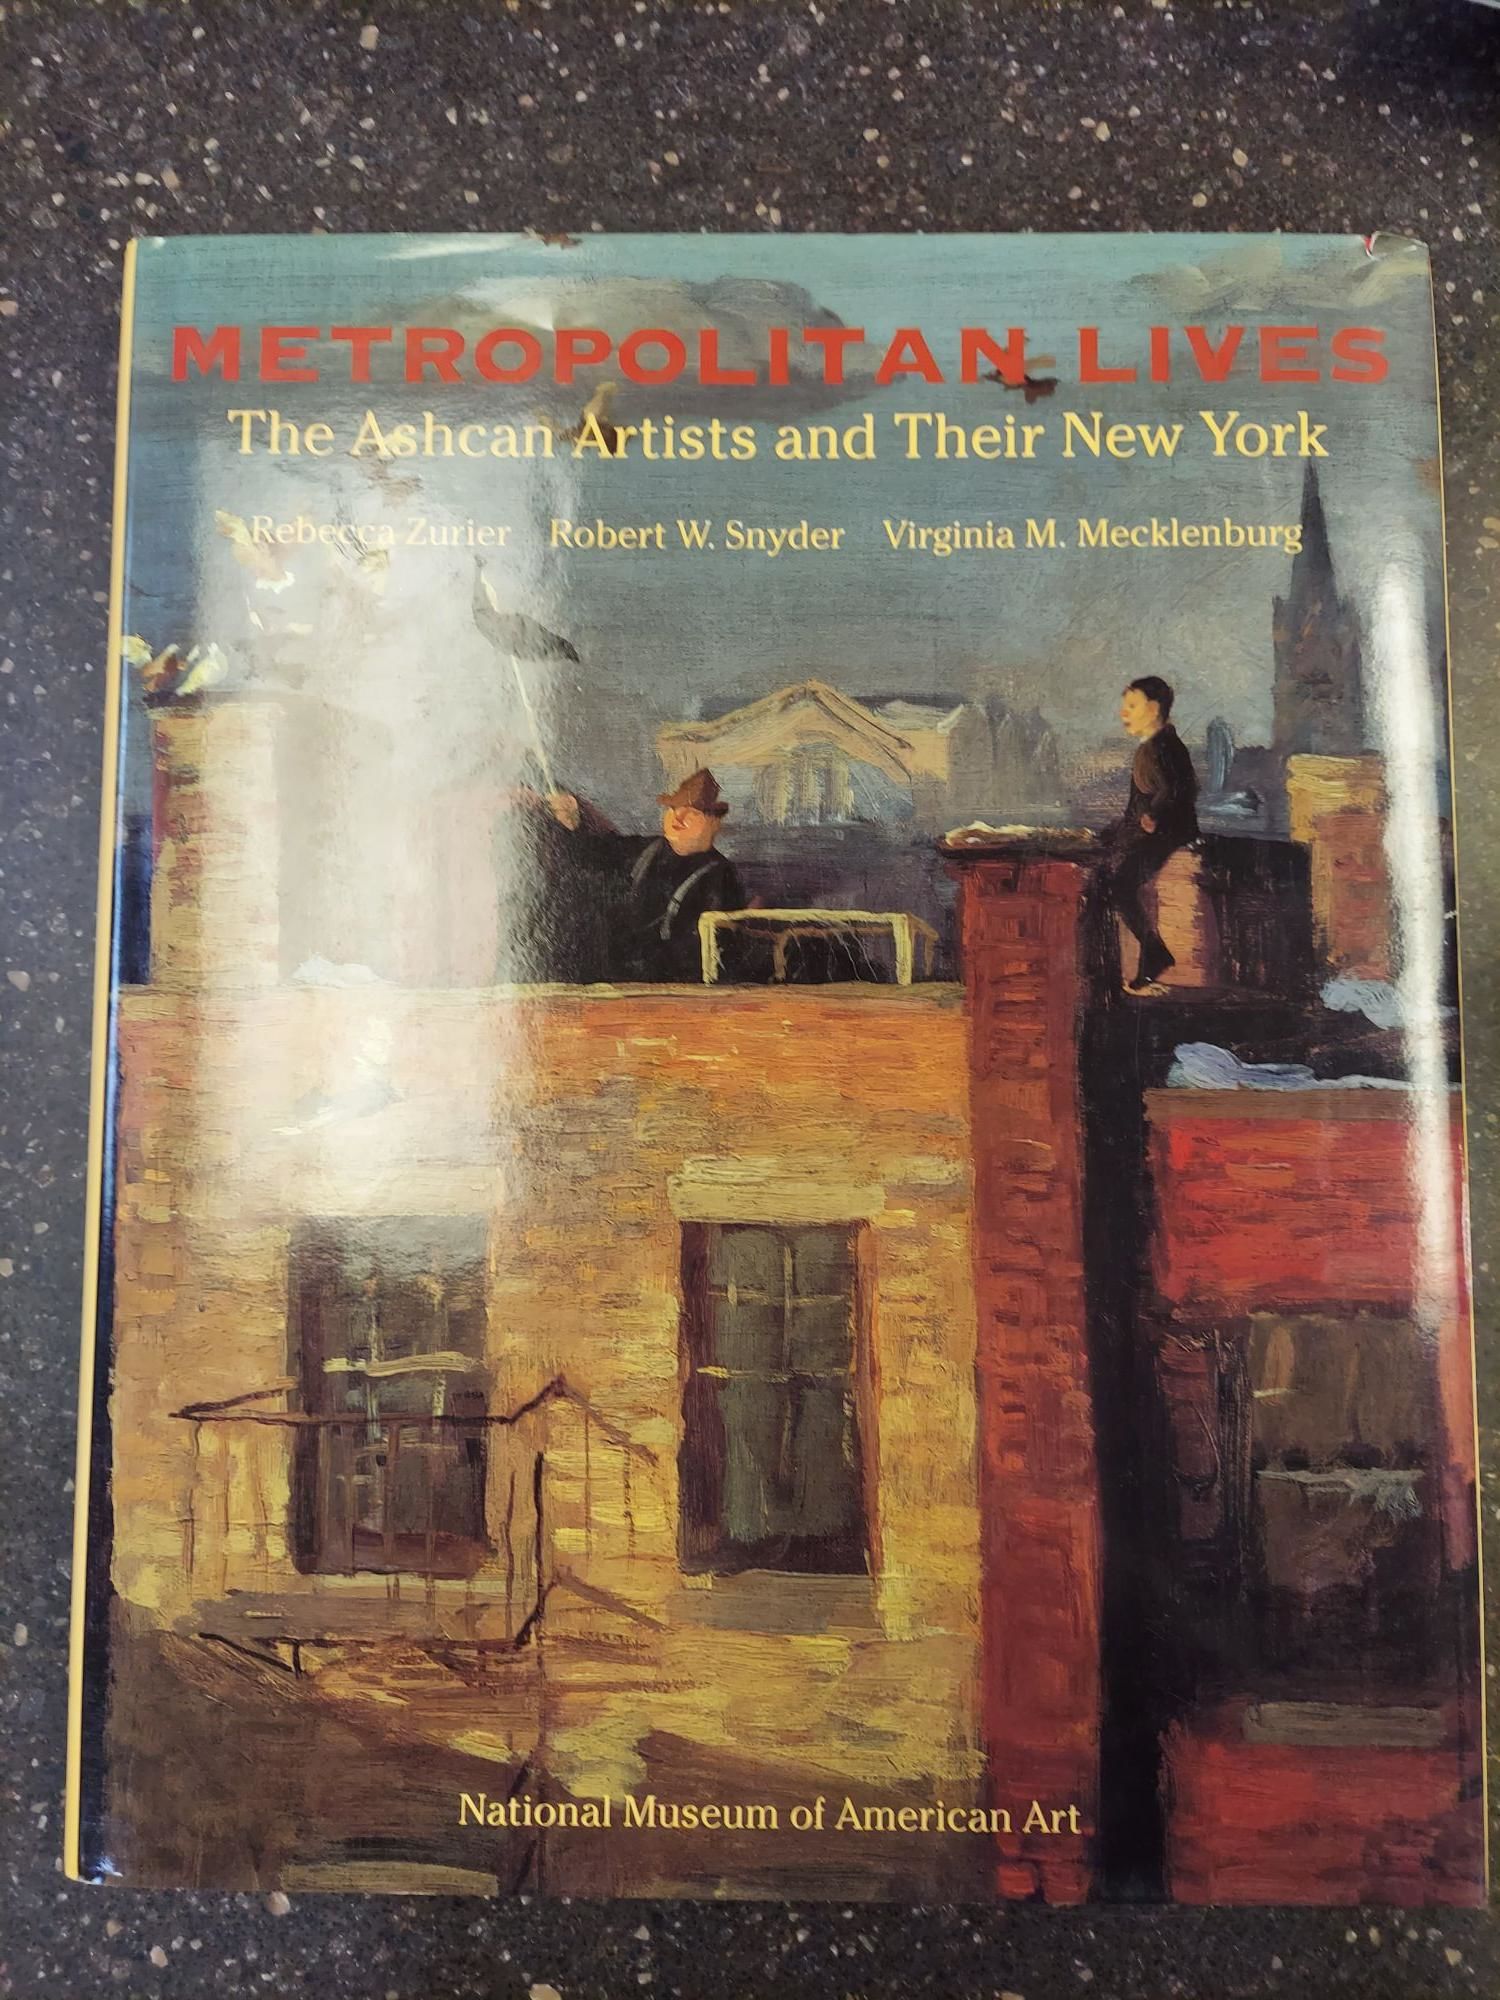 METROPOLITAN LIVES
The Ashcan Artists and Their New York
Rebecca Zurier Robert W. Snyder Virginia M. Mecklenburg
National Museum of American Art